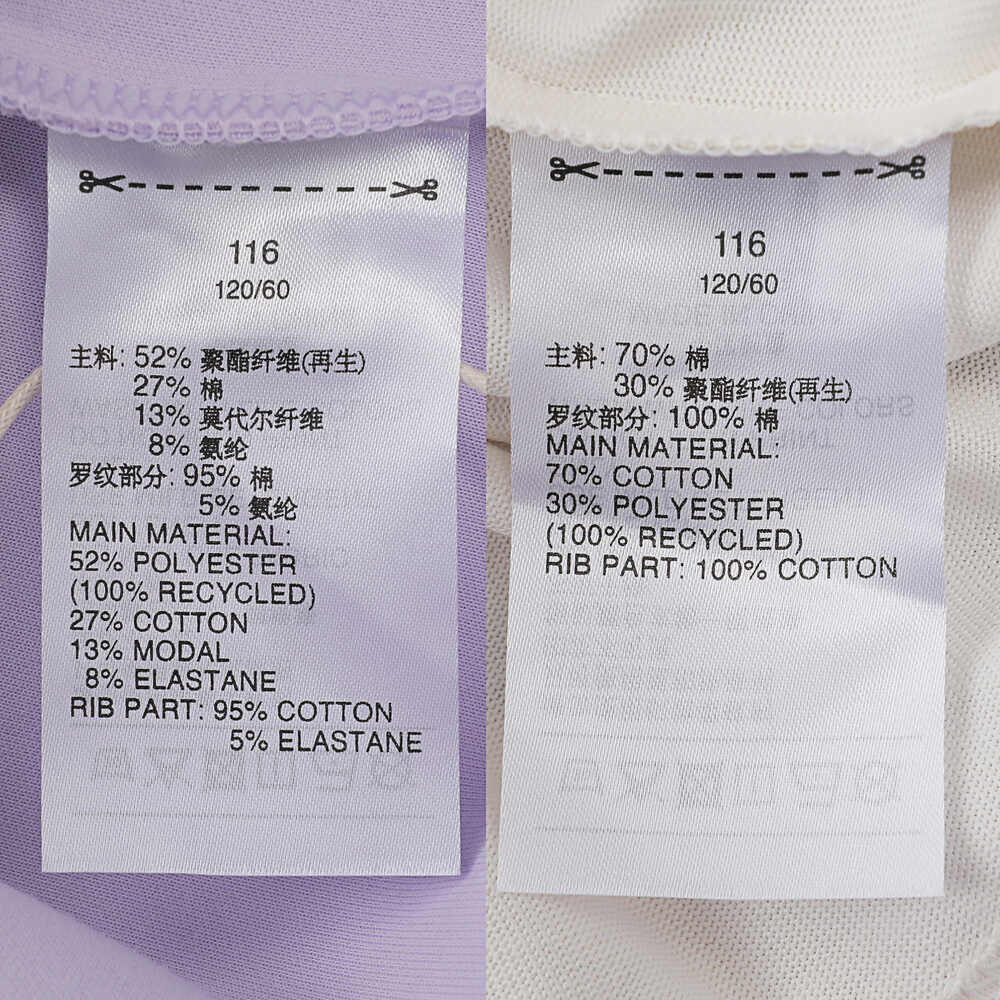 116
120/60
主料: 52% 聚酯纤维(再生)
27% 棉
13% 莫代尔纤维
8% 氨纶
罗纹部分: 95% 棉
5% 氨纶
MAIN MATERIAL:
52% POLYESTER
(100% RECYCLED)
27% COTTON
13% MODAL
8% ELASTANE
RIB PART: 95% COTTON
5% ELASTANE
116
120/60
主料: 70% 棉
30% 聚酯纤维(再生)
罗纹部分: 100% 棉
MAIN MATERIAL:
70% COTTON
30% POLYESTER
(100% RECYCLED)
RIB PART: 100% COTTON